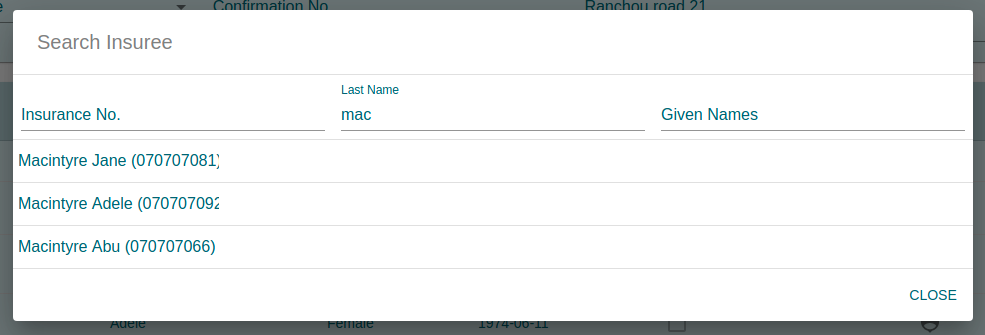 Confirmation No.
Ranchou road 21
Search Insuree
Last Name
Insurance No. mac Given Names
Macintyre Jane (070707081)
Macintyre Adele (070707092
Macintyre Abu (070707066)
CLOSE
Adele Female 1974-06-11